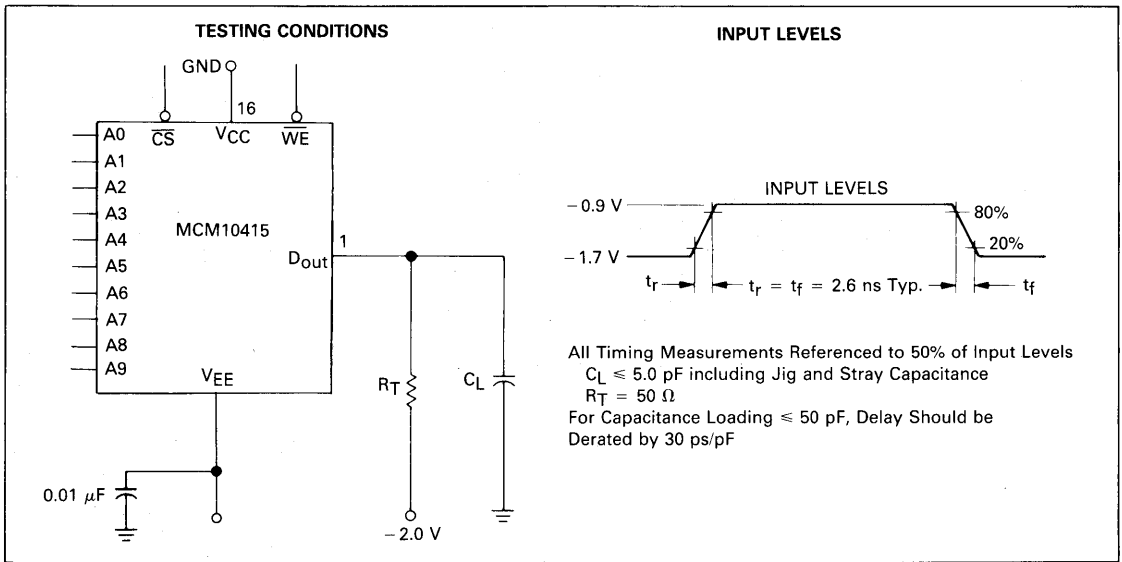 TESTING CONDITIONS
GND
16
A0
CS
VCC
WE
A1
A2
A3
MCM10415
A4
1
Dout
A5
A6
A7
A8
A9
VEE
RT
CL
0.01 μF
−2.0 V
INPUT LEVELS
INPUT LEVELS
−0.9 V
80%
−1.7 V
20%
tr
tr = tf = 2.6 ns Typ.
tf
All Timing Measurements Referenced to 50% of Input Levels
CL ≤ 5.0 pF including Jig and Stray Capacitance
RT = 50 Ω
For Capacitance Loading ≤ 50 pF, Delay Should be
Derated by 30 ps/pF